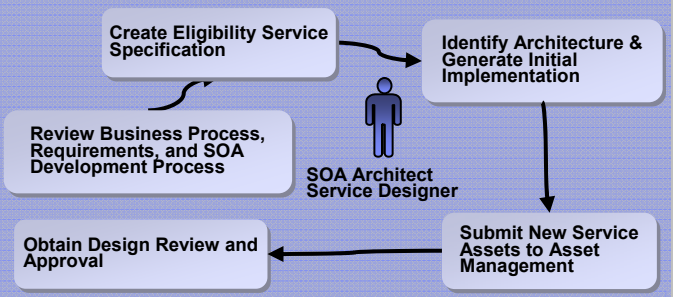 Create Eligibility Service
Specification
Identify Architecture &
Generate Initial
Implementation
Review Business Process,
Requirements, and SOA
Development Process
SOA Architect
Service Designer
Submit New Service
Assets to Asset
Management
Obtain Design Review and
Approval